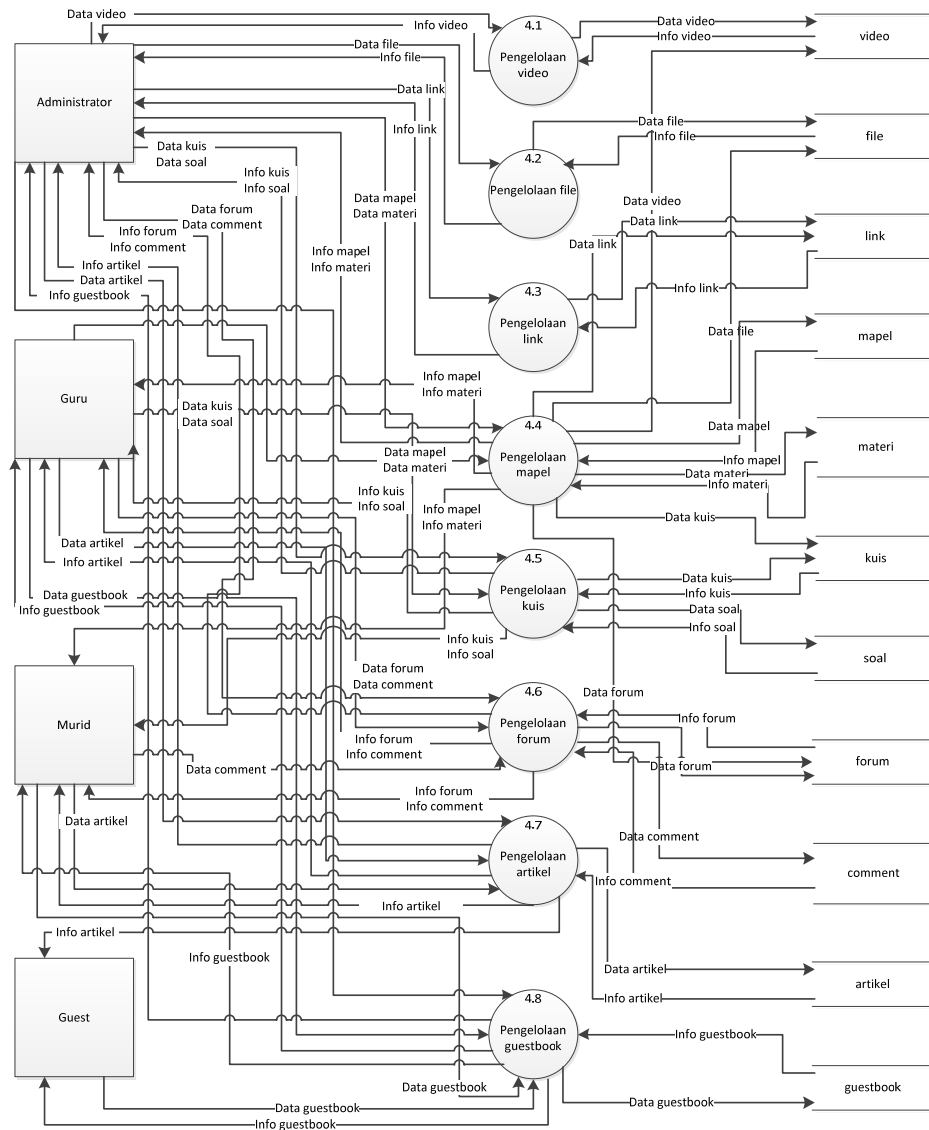 Data video
Info video
4.1
Pengelolaan
video
Data video
Info video
video
Administrator
Data file
Info file
Data link
Info link
Data file
Info file
file
4.2
Pengelolaan file
Data kuis
Data soal
Info kuis
Info soal
Data mapel
Data materi
Data video
Data link
Data link
link
Data forum
Data comment
Info forum
Info comment
Info mapel
Info materi
Info artikel
Data artikel
Info guestbook
4.3
Pengelolaan
link
Info link
Data file
mapel
Guru
Info mapel
Info materi
Data kuis
Data soal
4.4
Pengelolaan
mapel
Data mapel
Info mapel
Data materi
Info materi
materi
Data mapel
Data materi
Info kuis
Info soal
Info mapel
Info materi
Data kuis
Data artikel
Info artikel
4.5
Pengelolaan
kuis
kuis
Data kuis
Info kuis
Data soal
Info soal
Data guestbook
Info guestbook
Info kuis
Info soal
soal
Murid
Data forum
Data comment
4.6
Pengelolaan
forum
Data forum
Info forum
Data forum
forum
Info forum
Info comment
Data comment
Info forum
Info comment
Data artikel
4.7
Pengelolaan
artikel
Data comment
Info comment
comment
Info artikel
Info artikel
Info guestbook
Data artikel
Info artikel
artikel
Guest
4.8
Pengelolaan
guestbook
Info guestbook
Data guestbook
guestbook
Data guestbook
Data guestbook
Info guestbook